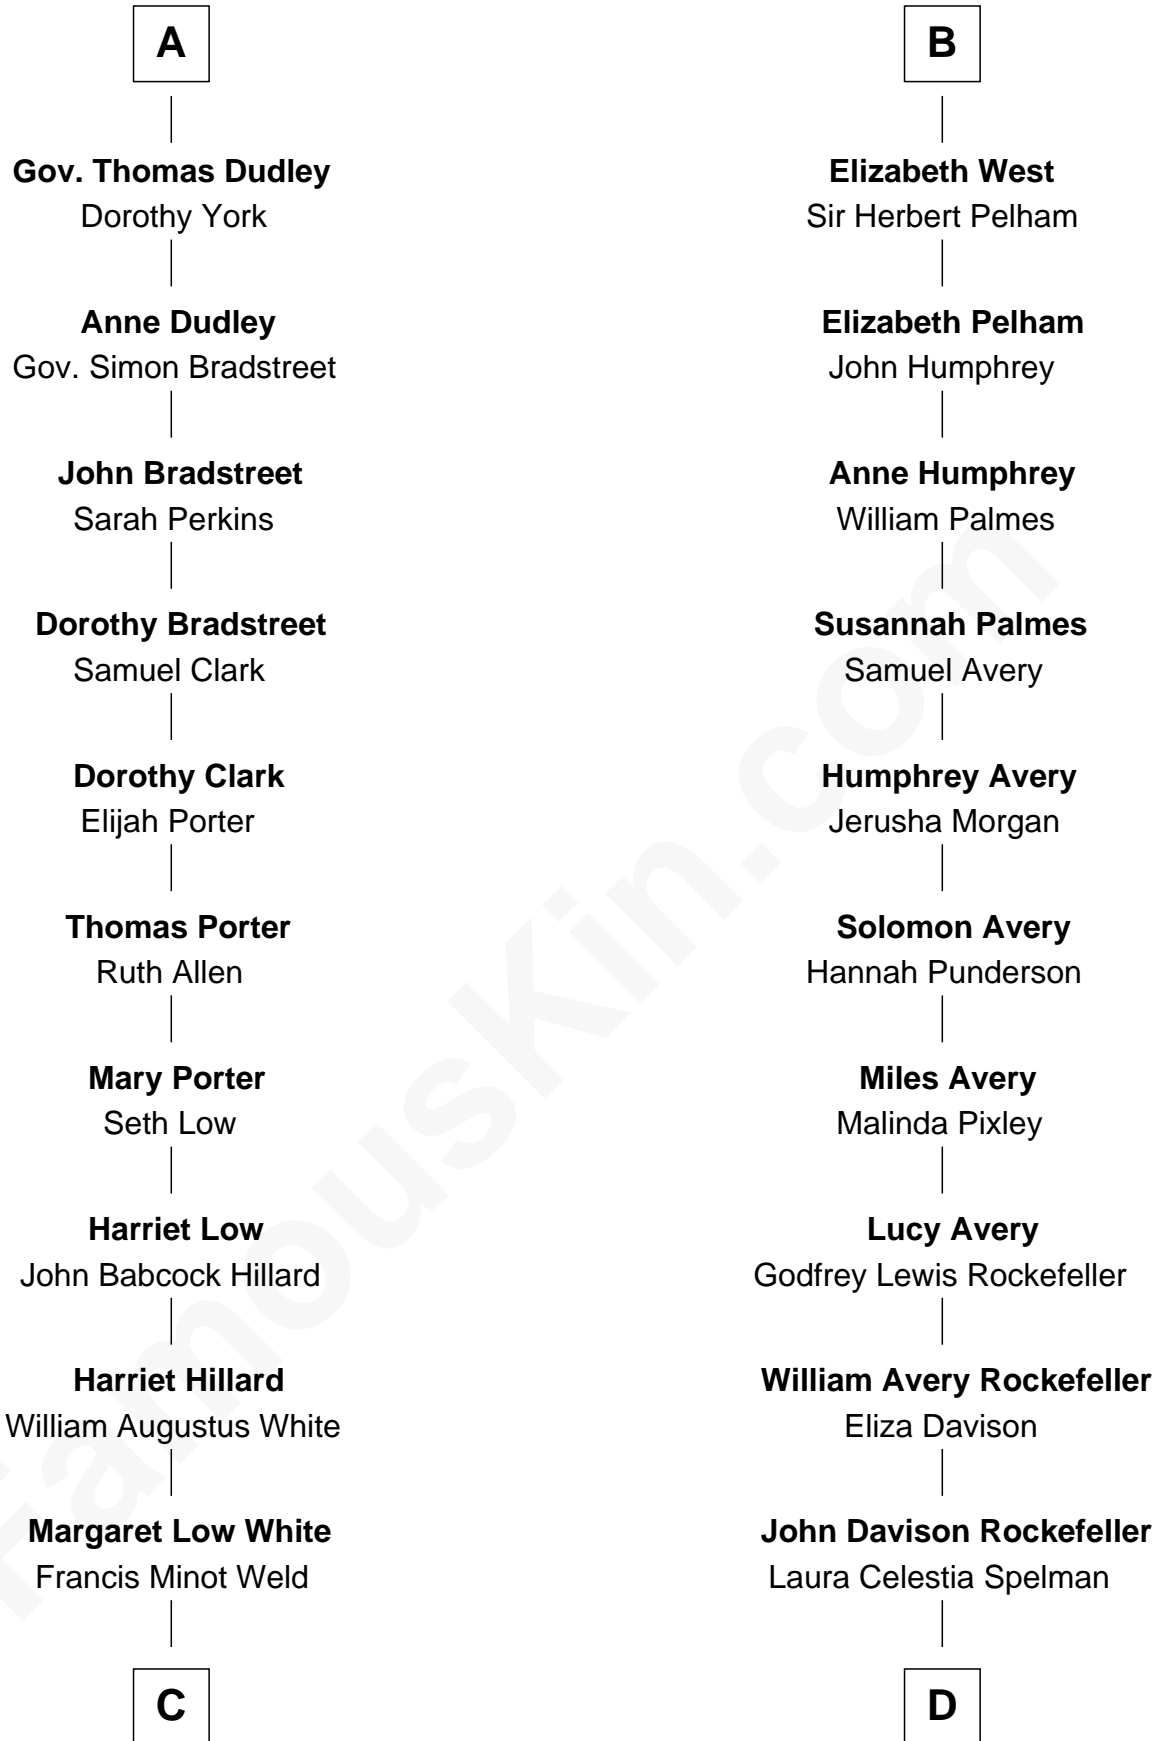 A
Gov. Thomas Dudley
Dorothy York
Anne Dudley
Gov. Simon Bradstreet
John Bradstreet
Sarah Perkins
Dorothy Bradstreet
Samuel Clark
Dorothy Clark
Elijah Porter
Thomas Porter
Ruth Allen
Mary Porter
Seth Low
Harriet Low
John Babcock Hillard
Harriet Hillard
William Augustus White
Margaret Low White
Francis Minot Weld
C
B
Elizabeth West
Sir Herbert Pelham
Elizabeth Pelham
John Humphrey
Anne Humphrey
William Palmes
Susannah Palmes
Samuel Avery
Humphrey Avery
Jerusha Morgan
Solomon Avery
Hannah Punderson
Miles Avery
Malinda Pixley
Lucy Avery
Godfrey Lewis Rockefeller
William Avery Rockefeller
Eliza Davison
John Davison Rockefeller
Laura Celestia Spelman
D
FamousKin.com